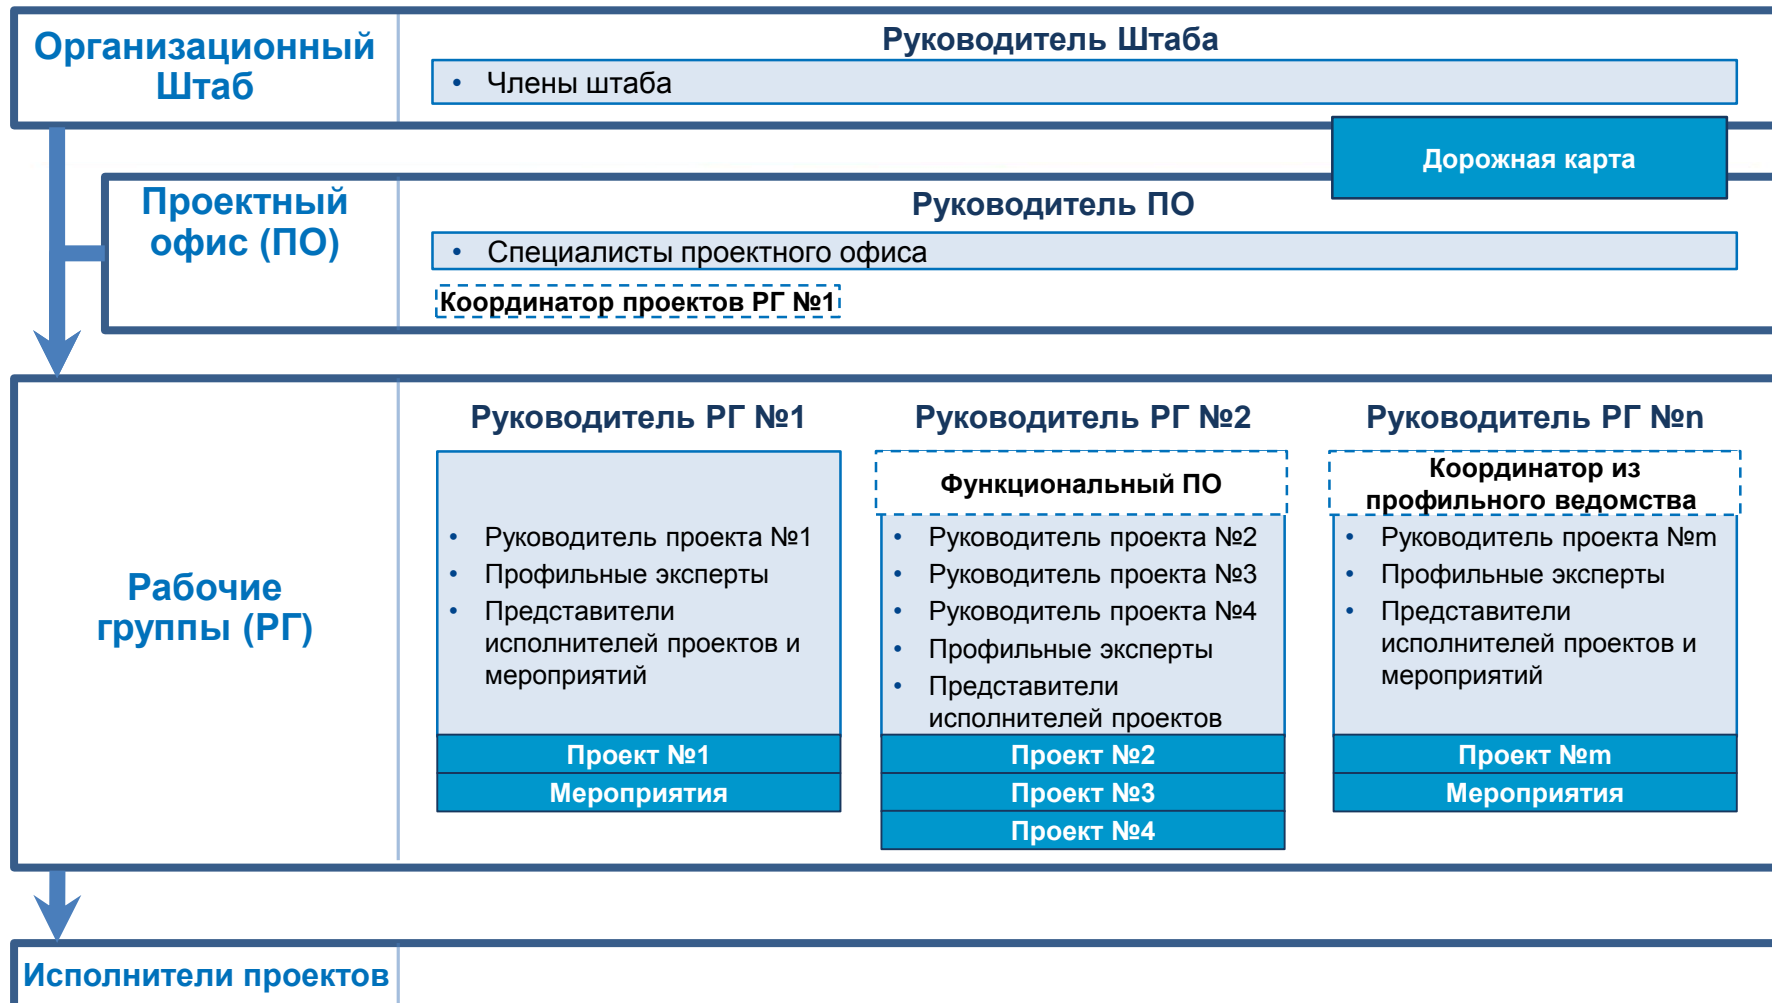 Организационный
Штаб
Руководитель Штаба
• Члены штаба
Дорожная карта
Проектный
офис (ПО)
Руководитель ПО
• Специалисты проектного офиса
Координатор проектов РГ №1
Рабочие
группы (РГ)
Руководитель РГ №1
• Руководитель проекта №1
• Профильные эксперты
• Представители
исполнителей проектов и
мероприятий
Проект №1
Мероприятия
Руководитель РГ №2
Функциональный ПО
• Руководитель проекта №2
• Руководитель проекта №3
• Руководитель проекта №4
• Профильные эксперты
• Представители
исполнителей проектов
Проект №2
Проект №3
Проект №4
Руководитель РГ №n
Координатор из
профильного ведомства
• Руководитель проекта №m
• Профильные эксперты
• Представители
исполнителей проектов и
мероприятий
Проект №m
Мероприятия
Исполнители проектов